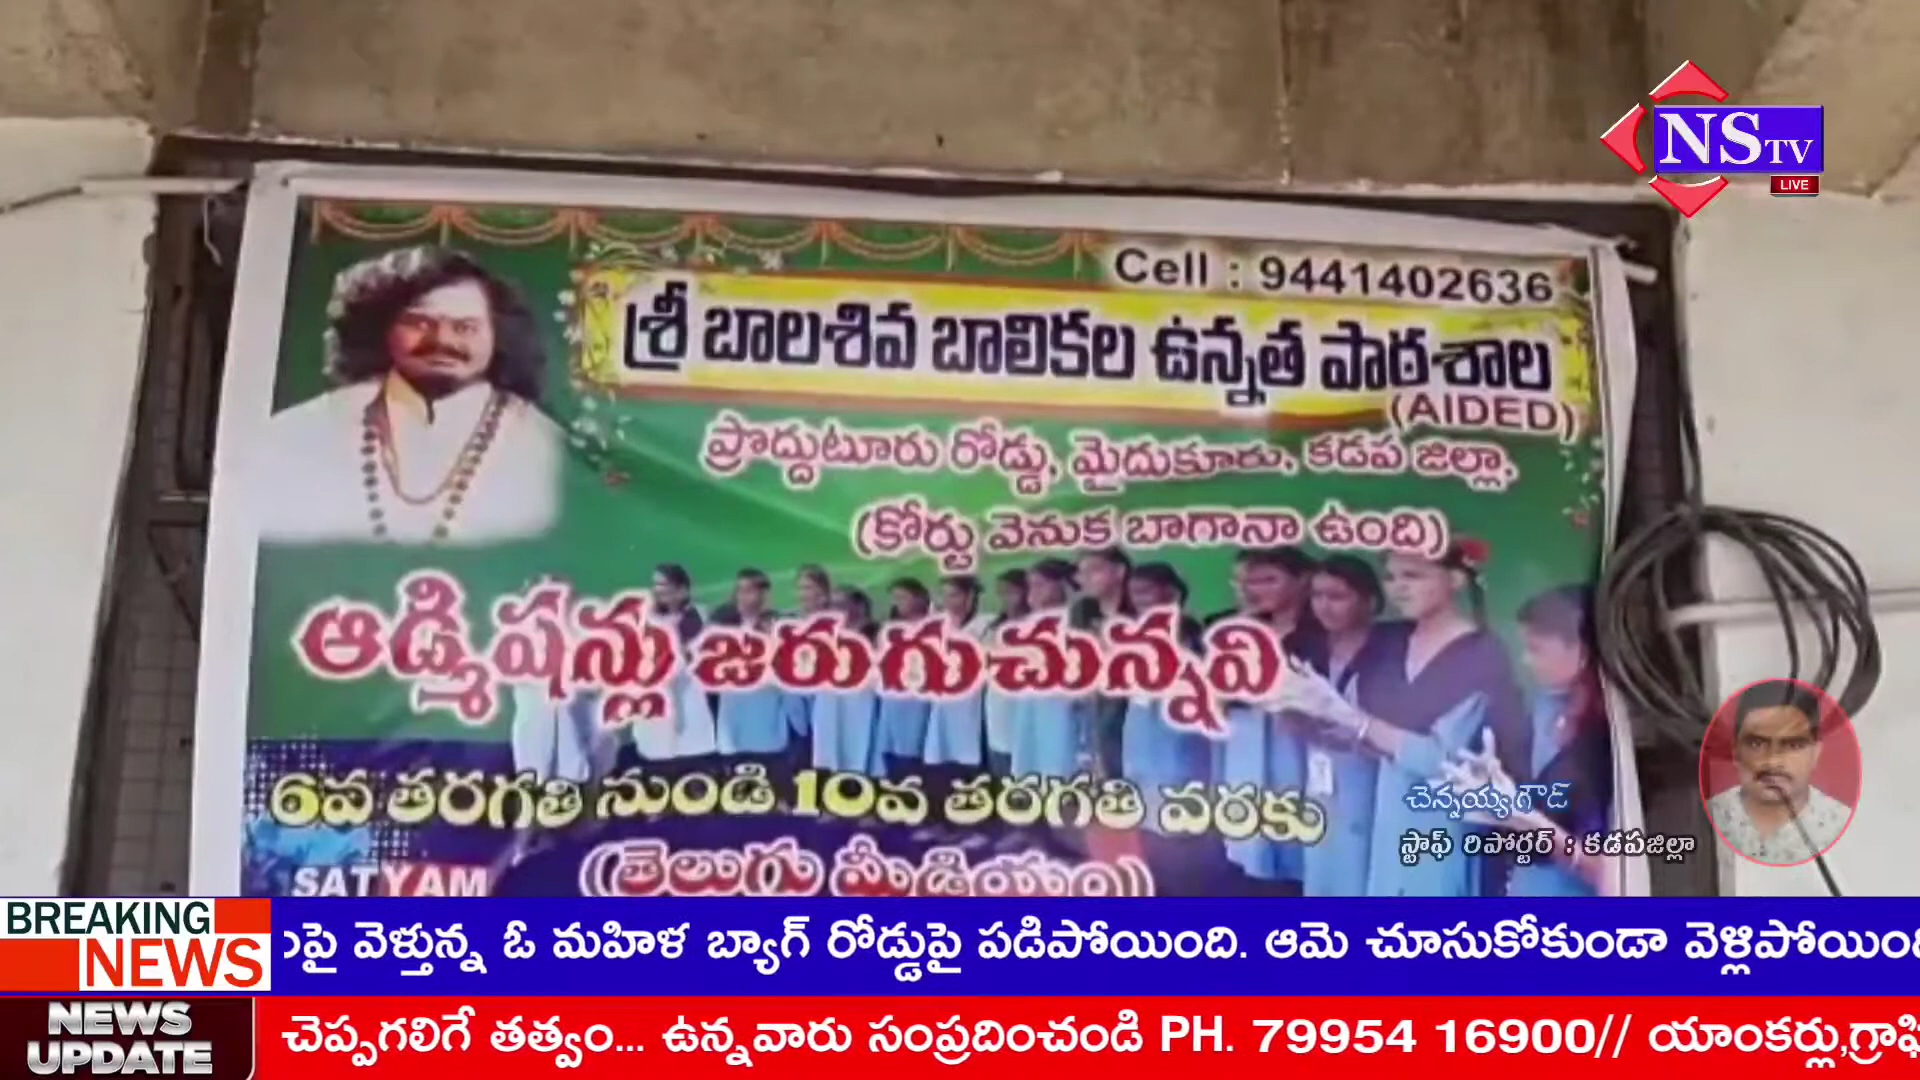 NS TV
LIVE
Cell : 9441402636
శ్రీ బాలశివ బాలికల ఉన్నత పాఠశాల
(AIDED)
ప్రొద్దుటూరు రోడ్డు, మైదుకూరు, కడప జిల్లా.
(కోర్టు వెనుక బాగానా ఉంది)
ఆడ్మిషన్లు జరుగుచున్నవి
6వ తరగతి నుండి 10వ తరగతి వరకు
(తెలుగు మీడియం)
SATYAM
చెన్నయ్య గౌడ్
స్టాఫ్ రిపోర్టర్ : కడపజిల్లా
BREAKING
NEWS
వెళ్తున్న ఓ మహిళ బ్యాగ్ రోడ్డుపై పడిపోయింది. ఆమె చూసుకోకుండా
NEWS
UPDATE
చెప్పగలిగే తత్వం... ఉన్నవారు సంప్రదించండి PH. 79954 16900// యాంకర్లు,